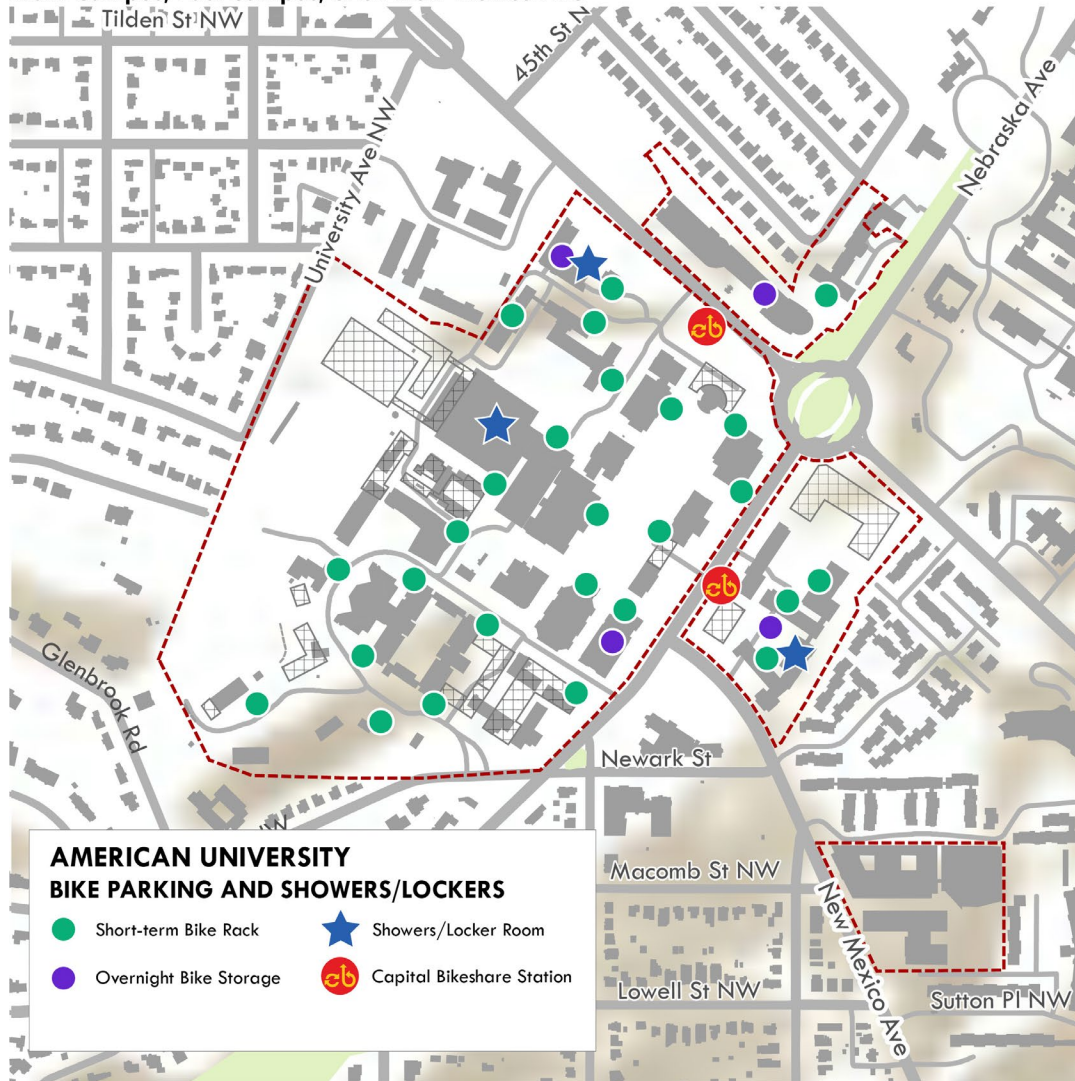 Tilden St NW
45th St N
Nebraska Ave
University Ave NW
Glenbrook Rd
Newark St
Macomb St NW
New Mexico Ave
Lowell St NW
Sutton Pl NW
AMERICAN UNIVERSITY
BIKE PARKING AND SHOWERS/LOCKERS
Short-term Bike Rack
Showers/Locker Room
Overnight Bike Storage
cb Capital Bikeshare Station